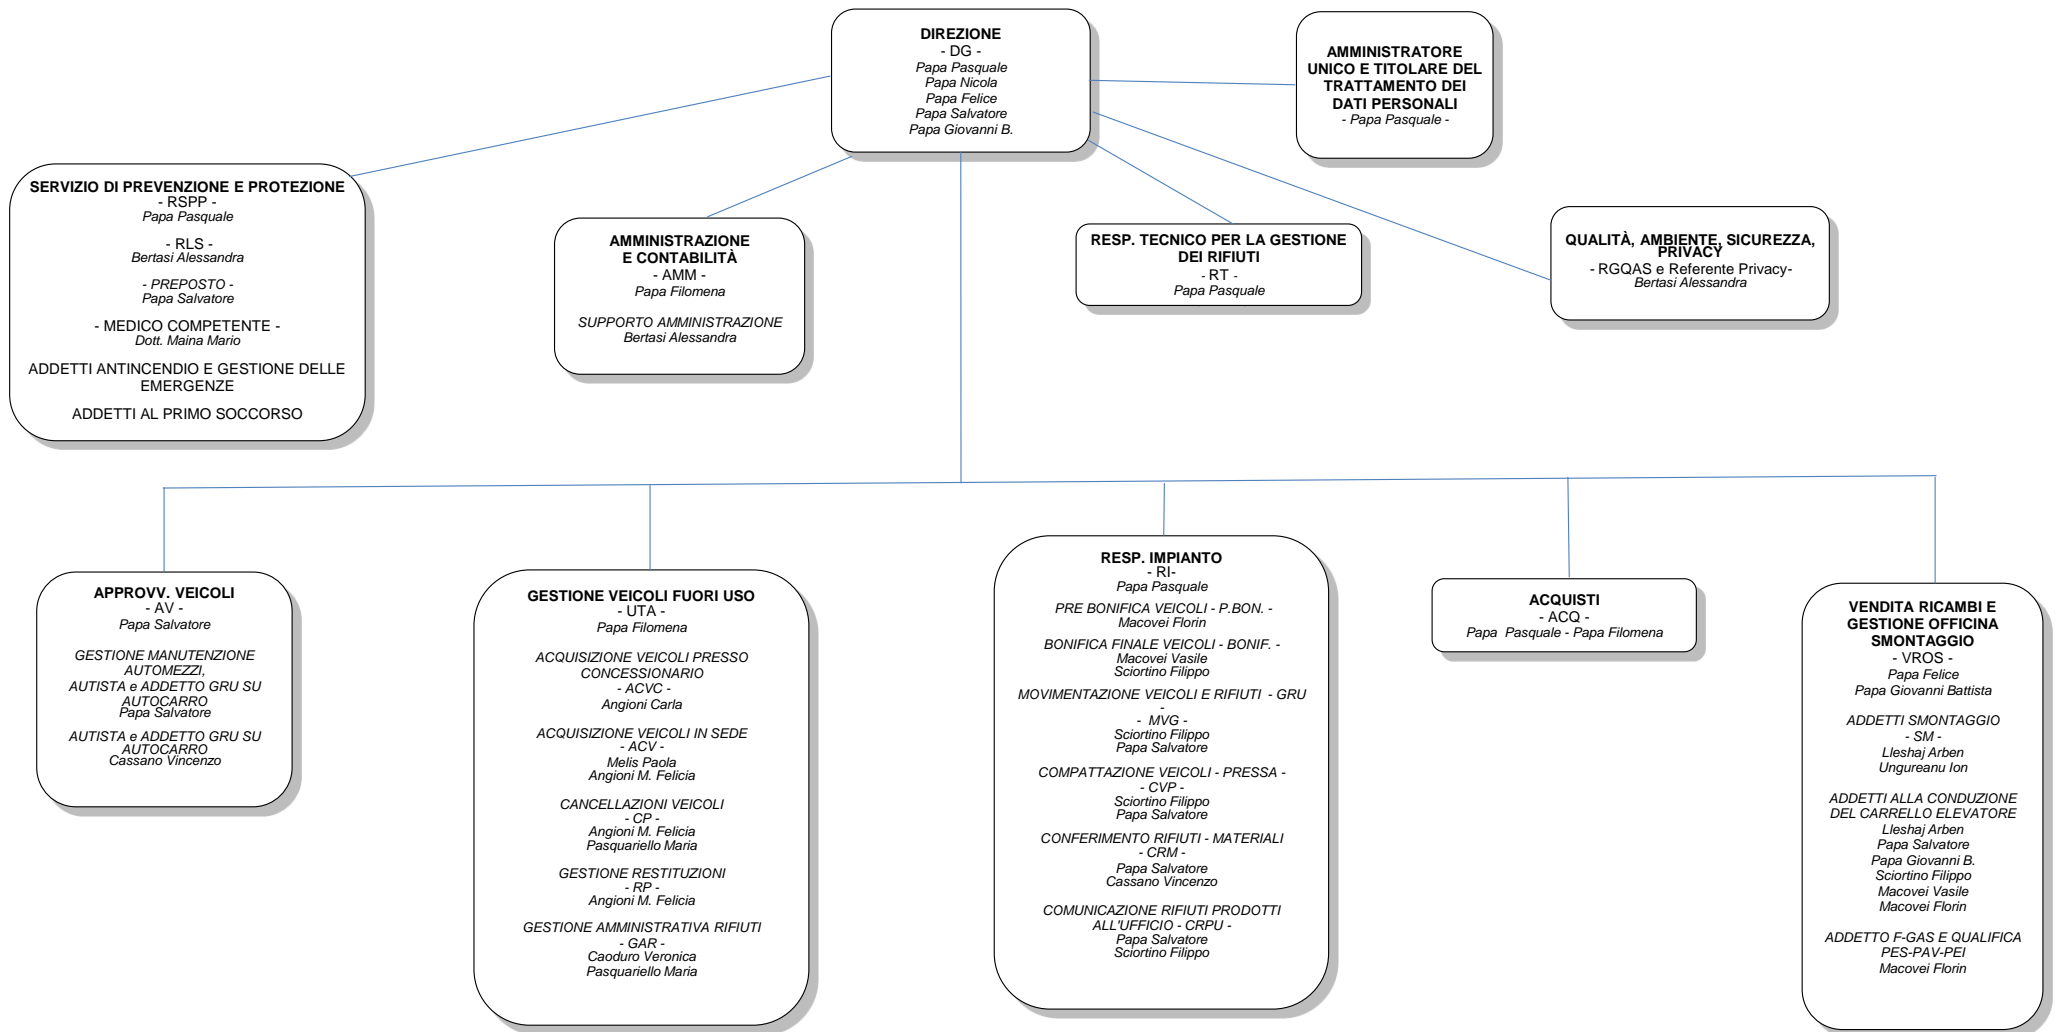 DIREZIONE
- DG -
Papa Pasquale
Papa Nicola
Papa Felice
Papa Salvatore
Papa Giovanni B.
AMMINISTRATORE
UNICO E TITOLARE DEL
TRATTAMENTO DEI
DATI PERSONALI
- Papa Pasquale -
SERVIZIO DI PREVENZIONE E PROTEZIONE
- RSPP -
Papa Pasquale
- RLS -
Bertasi Alessandra
- PREPOSTO -
Papa Salvatore
- MEDICO COMPETENTE -
Dott. Maina Mario
ADDETTI ANTINCENDIO E GESTIONE DELLE
EMERGENZE
ADDETTI AL PRIMO SOCCORSO
AMMINISTRAZIONE
E CONTABILITÀ
- AMM -
Papa Filomena
SUPPORTO AMMINISTRAZIONE
Bertasi Alessandra
RESP. TECNICO PER LA GESTIONE
DEI RIFIUTI
- RT -
Papa Pasquale
QUALITÀ, AMBIENTE, SICUREZZA,
PRIVACY
- RGQAS e Referente Privacy-
Bertasi Alessandra
APPROVV. VEICOLI
- AV -
Papa Salvatore
GESTIONE MANUTENZIONE
AUTOMEZZI,
AUTISTA e ADDETTO GRU SU
AUTOCARRO
Papa Salvatore
AUTISTA e ADDETTO GRU SU
AUTOCARRO
Cassano Vincenzo
GESTIONE VEICOLI FUORI USO
- UTA -
Papa Filomena
ACQUISIZIONE VEICOLI PRESSO
CONCESSIONARIO
- ACVC -
Angioni Carla
ACQUISIZIONE VEICOLI IN SEDE
- ACV -
Melis Paola
Angioni M. Felicia
CANCELLAZIONI VEICOLI
- CP -
Angioni M. Felicia
Pasquariello Maria
GESTIONE RESTITUZIONI
- RP -
Angioni M. Felicia
GESTIONE AMMINISTRATIVA RIFIUTI
- GAR -
Caoduro Veronica
Pasquariello Maria
RESP. IMPIANTO
- RI-
Papa Pasquale
PRE BONIFICA VEICOLI - P.BON. -
Macovei Florin
BONIFICA FINALE VEICOLI - BONIF. -
Macovei Vasile
Sciortino Filippo
MOVIMENTAZIONE VEICOLI E RIFIUTI - GRU
-
- MVG -
Sciortino Filippo
Papa Salvatore
COMPATTAZIONE VEICOLI - PRESSA -
- CVP -
Sciortino Filippo
Papa Salvatore
CONFERIMENTO RIFIUTI - MATERIALI
- CRM -
Papa Salvatore
Cassano Vincenzo
COMUNICAZIONE RIFIUTI PRODOTTI
ALL'UFFICIO - CRPU -
Papa Salvatore
Sciortino Filippo
ACQUISTI
- ACQ -
Papa Pasquale - Papa Filomena
VENDITA RICAMBI E
GESTIONE OFFICINA
SMONTAGGIO
- VROS -
Papa Felice
Papa Giovanni Battista
ADDETTI SMONTAGGIO
- SM -
Lleshaj Arben
Ungureanu Ion
ADDETTI ALLA CONDUZIONE
DEL CARRELLO ELEVATORE
Lleshaj Arben
Papa Salvatore
Papa Giovanni B.
Sciortino Filippo
Macovei Vasile
Macovei Florin
ADDETTO F-GAS E QUALIFICA
PES-PAV-PEI
Macovei Florin